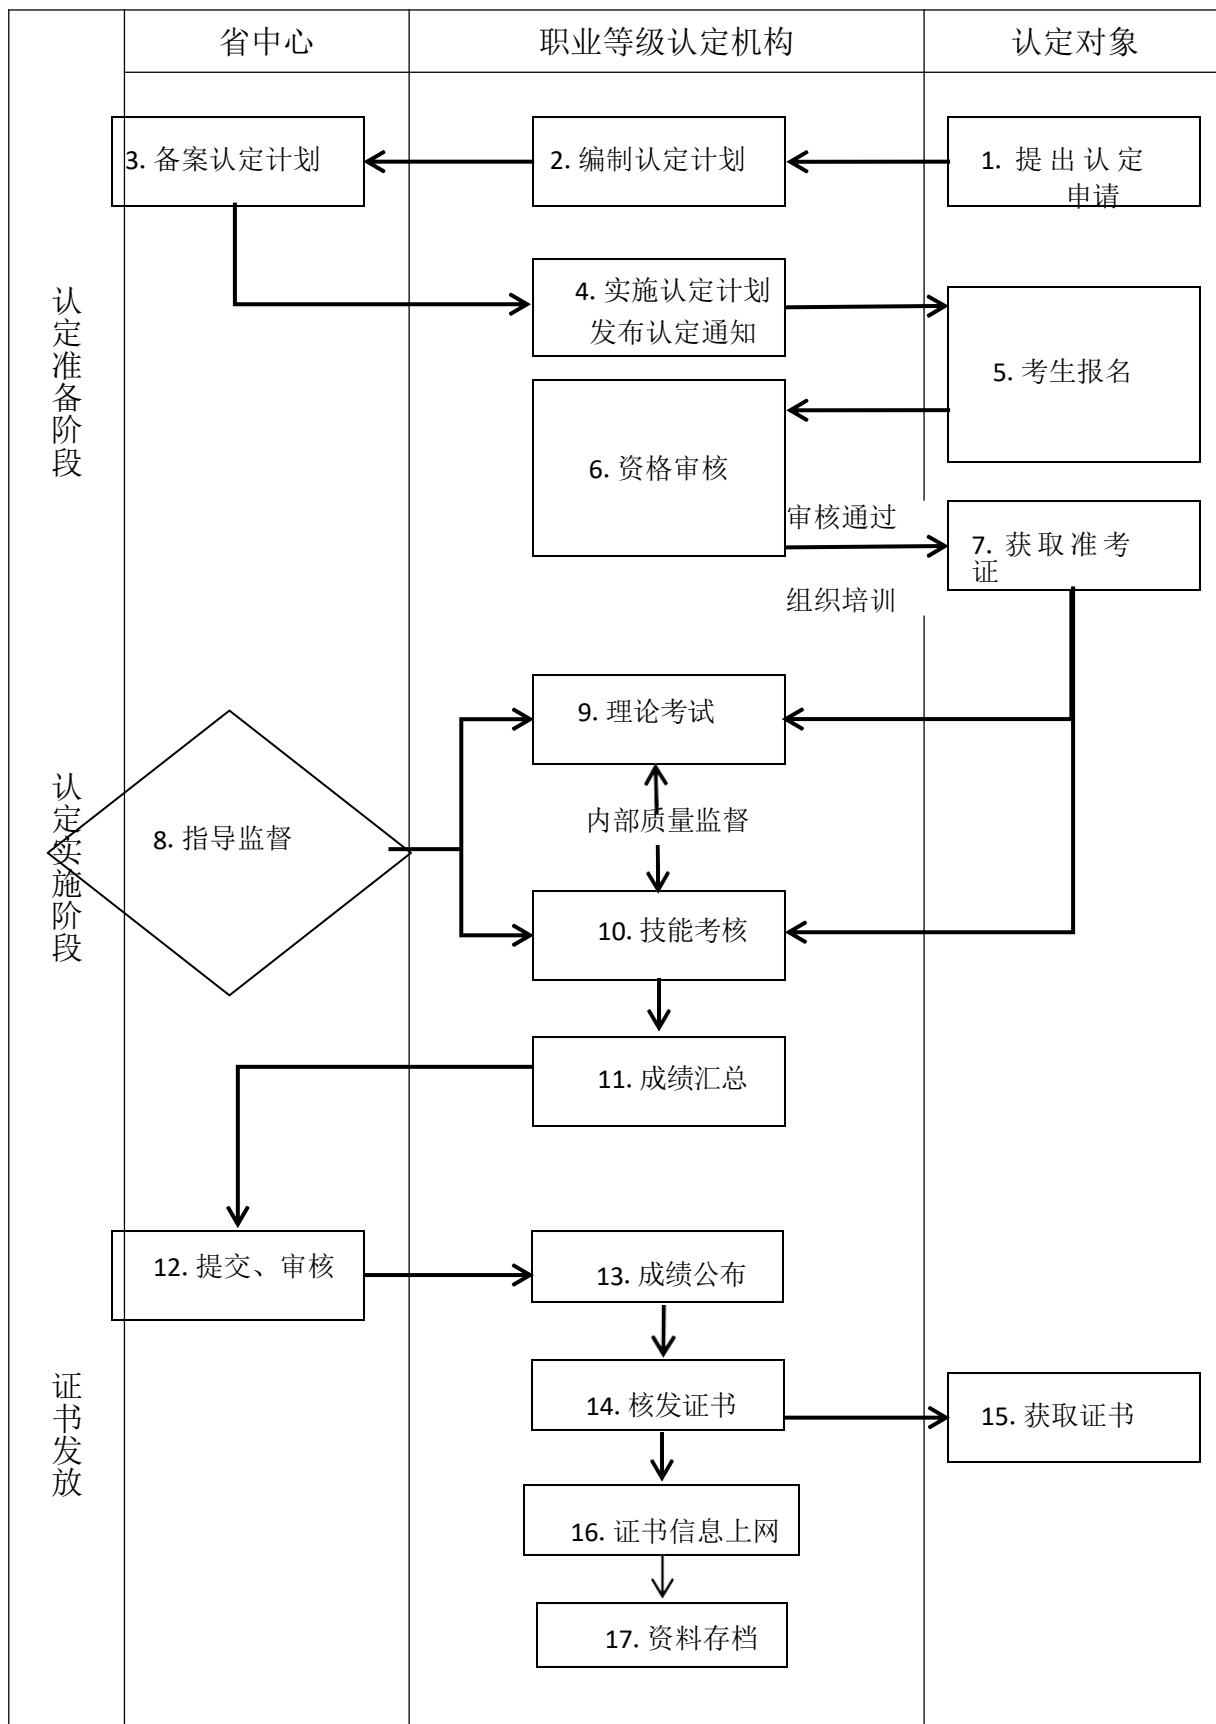 省中心
职业等级认定机构
认定对象
认定准备阶段
3. 备案认定计划
2. 编制认定计划
1. 提出认定
申请
4. 实施认定计划
发布认定通知
5. 考生报名
6. 资格审核
审核通过
7. 获取准考
证
组织培训
认定实施阶段
9. 理论考试
8. 指导监督
内部质量监督
10. 技能考核
11. 成绩汇总
证书发放
12. 提交、审核
13. 成绩公布
14. 核发证书
15. 获取证书
16. 证书信息上网
17. 资料存档